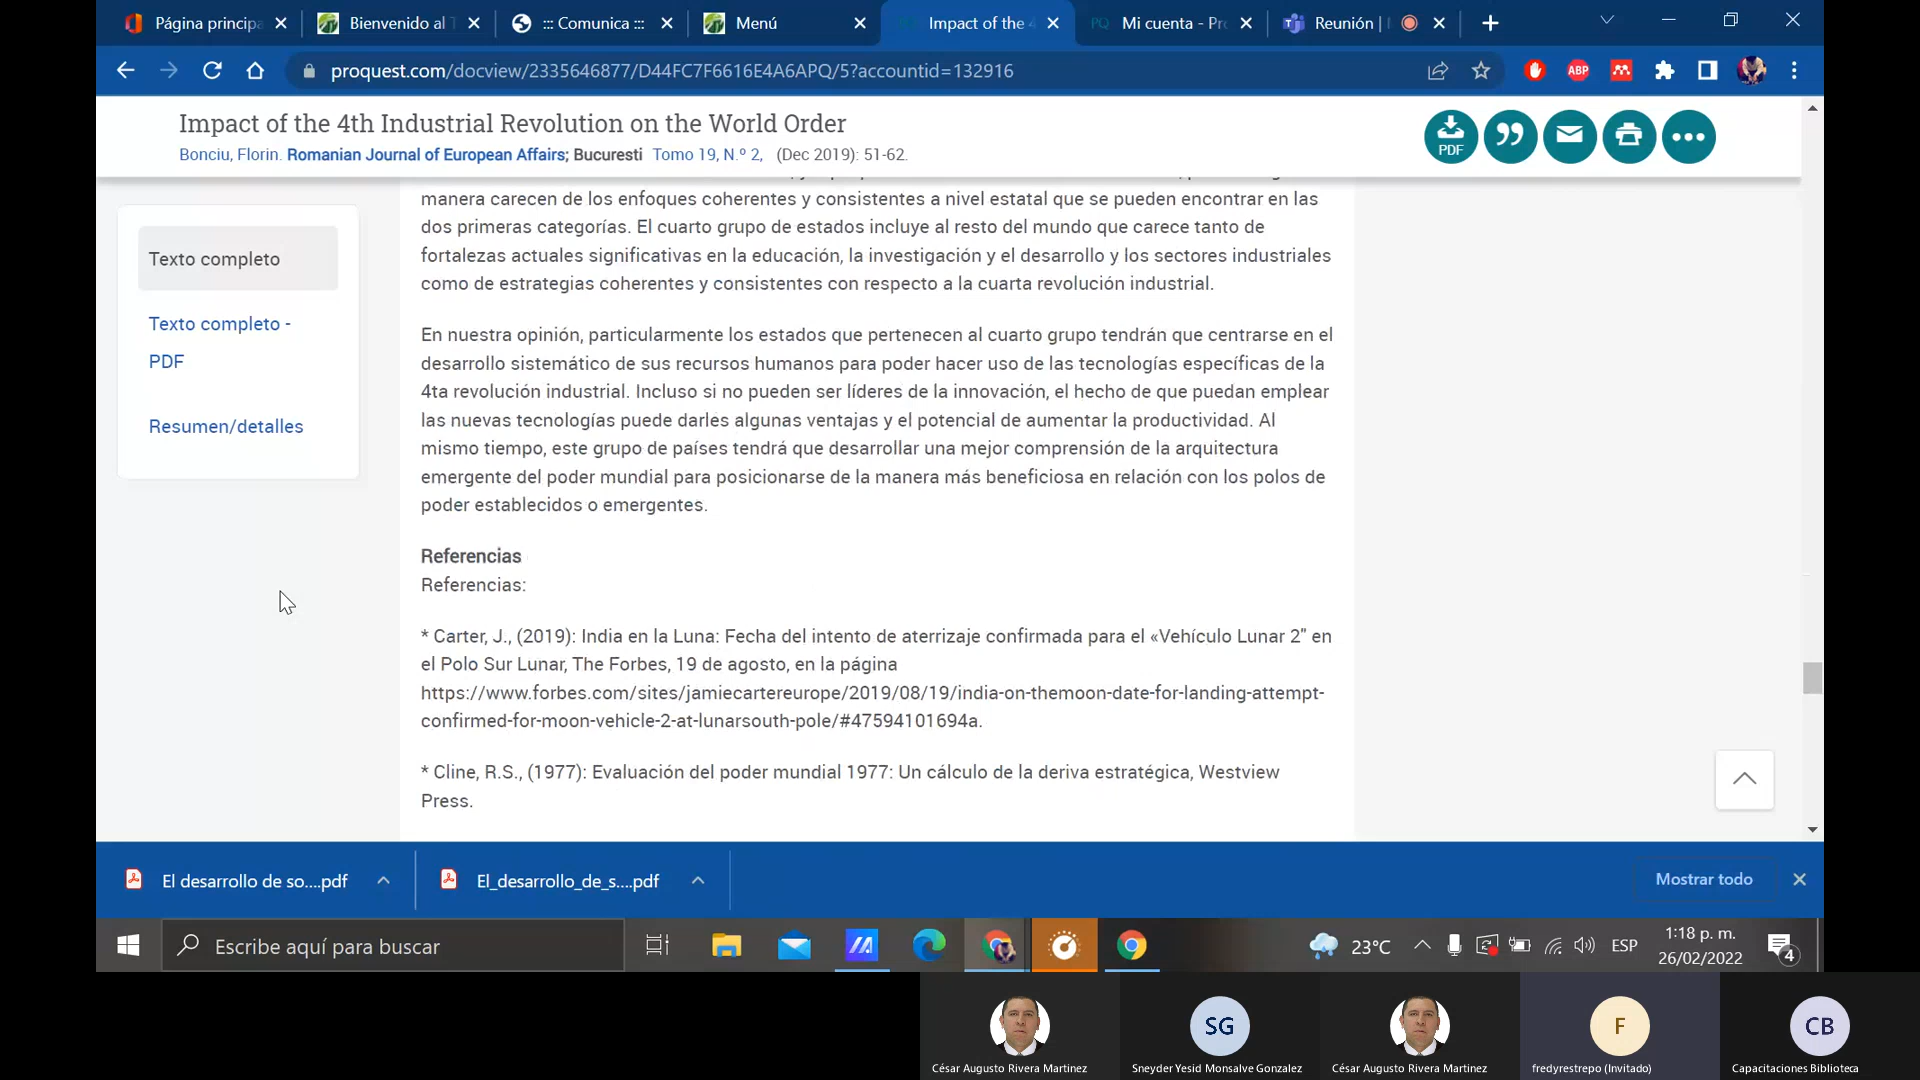 Página principa
Bienvenido al T
::: Comunica :::
Menú
Impact of the 4
Mi cuenta - Pro
Reunión |
proquest.com/docview/2335646877/D44FC7F6616E4A6APQ/5?accountid=132916
ABP
Impact of the 4th Industrial Revolution on the World Order
Bonciu, Florin. Romanian Journal of European Affairs; Bucuresti Tomo 19, N.º 2, (Dec 2019): 51-62.
PDF
manera carecen de los enfoques coherentes y consistentes a nivel estatal que se pueden encontrar en las
dos primeras categorías. El cuarto grupo de estados incluye al resto del mundo que carece tanto de
fortalezas actuales significativas en la educación, la investigación y el desarrollo y los sectores industriales
como de estrategias coherentes y consistentes con respecto a la cuarta revolución industrial.
Texto completo
Texto completo -
PDF
Resumen/detalles
En nuestra opinión, particularmente los estados que pertenecen al cuarto grupo tendrán que centrarse en el
desarrollo sistemático de sus recursos humanos para poder hacer uso de las tecnologías específicas de la
4ta revolución industrial. Incluso si no pueden ser líderes de la innovación, el hecho de que puedan emplear
las nuevas tecnologías puede darles algunas ventajas y el potencial de aumentar la productividad. Al
mismo tiempo, este grupo de países tendrá que desarrollar una mejor comprensión de la arquitectura
emergente del poder mundial para posicionarse de la manera más beneficiosa en relación con los polos de
poder establecidos o emergentes.
Referencias
Referencias:
* Carter, J., (2019): India en la Luna: Fecha del intento de aterrizaje confirmada para el «Vehículo Lunar 2" en
el Polo Sur Lunar, The Forbes, 19 de agosto, en la página
https://www.forbes.com/sites/jamiecartereurope/2019/08/19/india-on-themoon-date-for-landing-attempt-
confirmed-for-moon-vehicle-2-at-lunarsouth-pole/#47594101694a.
* Cline, R.S., (1977): Evaluación del poder mundial 1977: Un cálculo de la deriva estratégica, Westview
Press.
El desarrollo de so....pdf
El_desarrollo_de_s....pdf
Mostrar todo
Escribe aquí para buscar
23°C
ESP
1:18 p. m.
26/02/2022
4
SG
F
CB
César Augusto Rivera Martinez
Sneyder Yesid Monsalve Gonzalez
César Augusto Rivera Martinez
fredyrestrepo (Invitado)
Capacitaciones Biblioteca